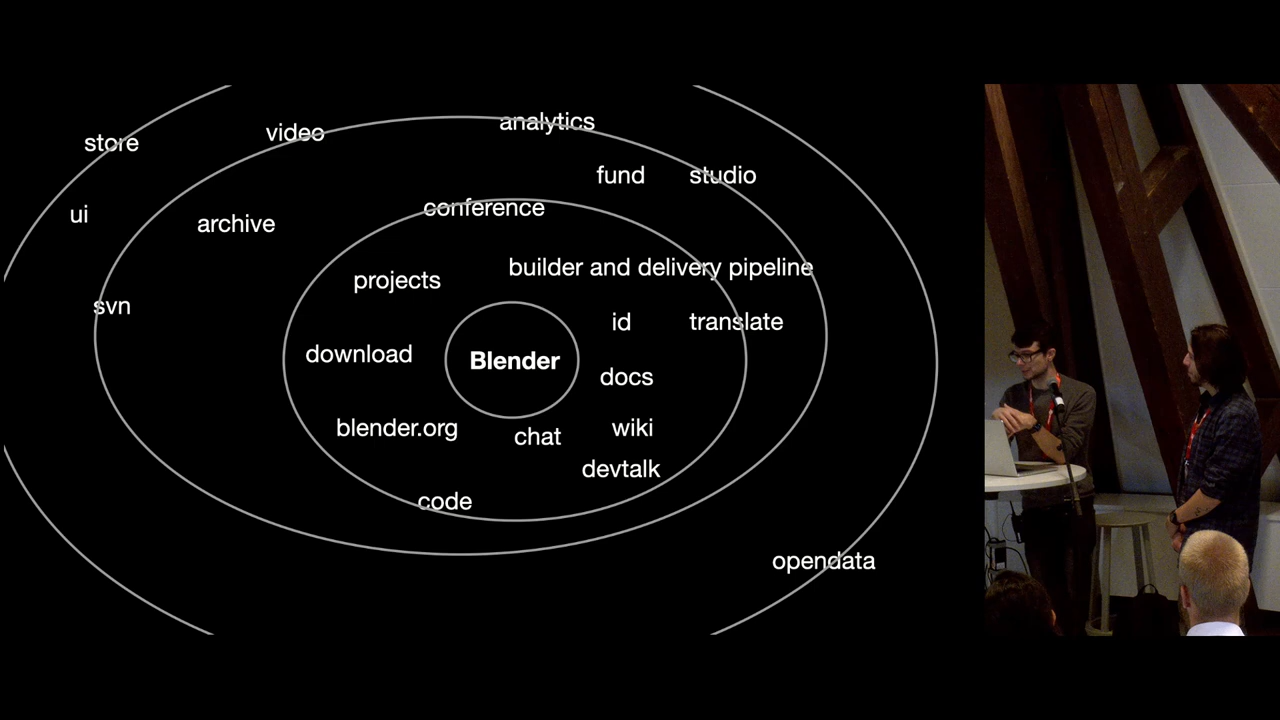 analytics
video
store
fund
studio
conference
ui
archive
builder and delivery pipeline
projects
svn
id
translate
download
Blender
docs
blender.org
chat
wiki
devtalk
code
opendata